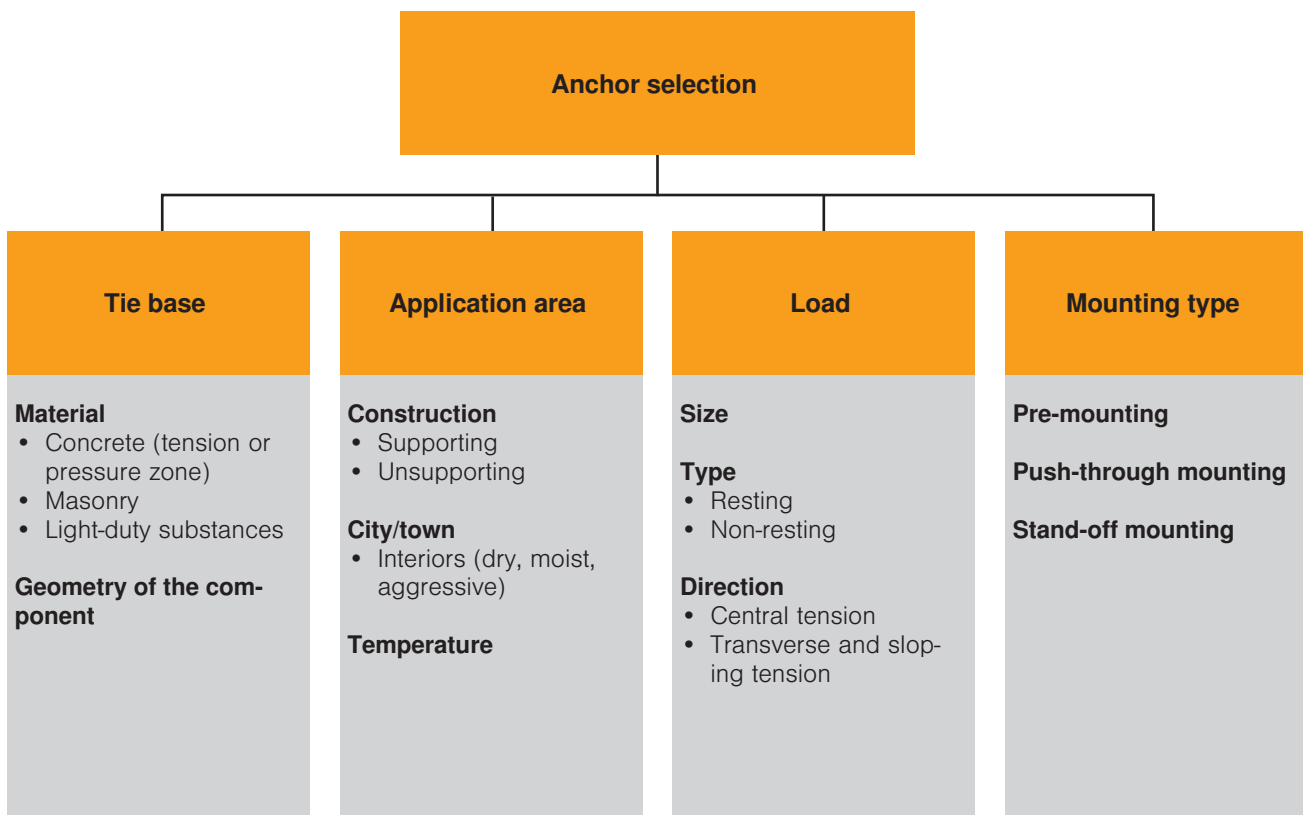 Anchor selection
Tie base
Material
• Concrete (tension or
pressure zone)
• Masonry
• Light-duty substances
Geometry of the com-
ponent
Application area
Construction
• Supporting
• Unsupporting
City/town
• Interiors (dry, moist,
aggressive)
Temperature
Load
Size
Type
• Resting
• Non-resting
Direction
• Central tension
• Transverse and slop-
ing tension
Mounting type
Pre-mounting
Push-through mounting
Stand-off mounting